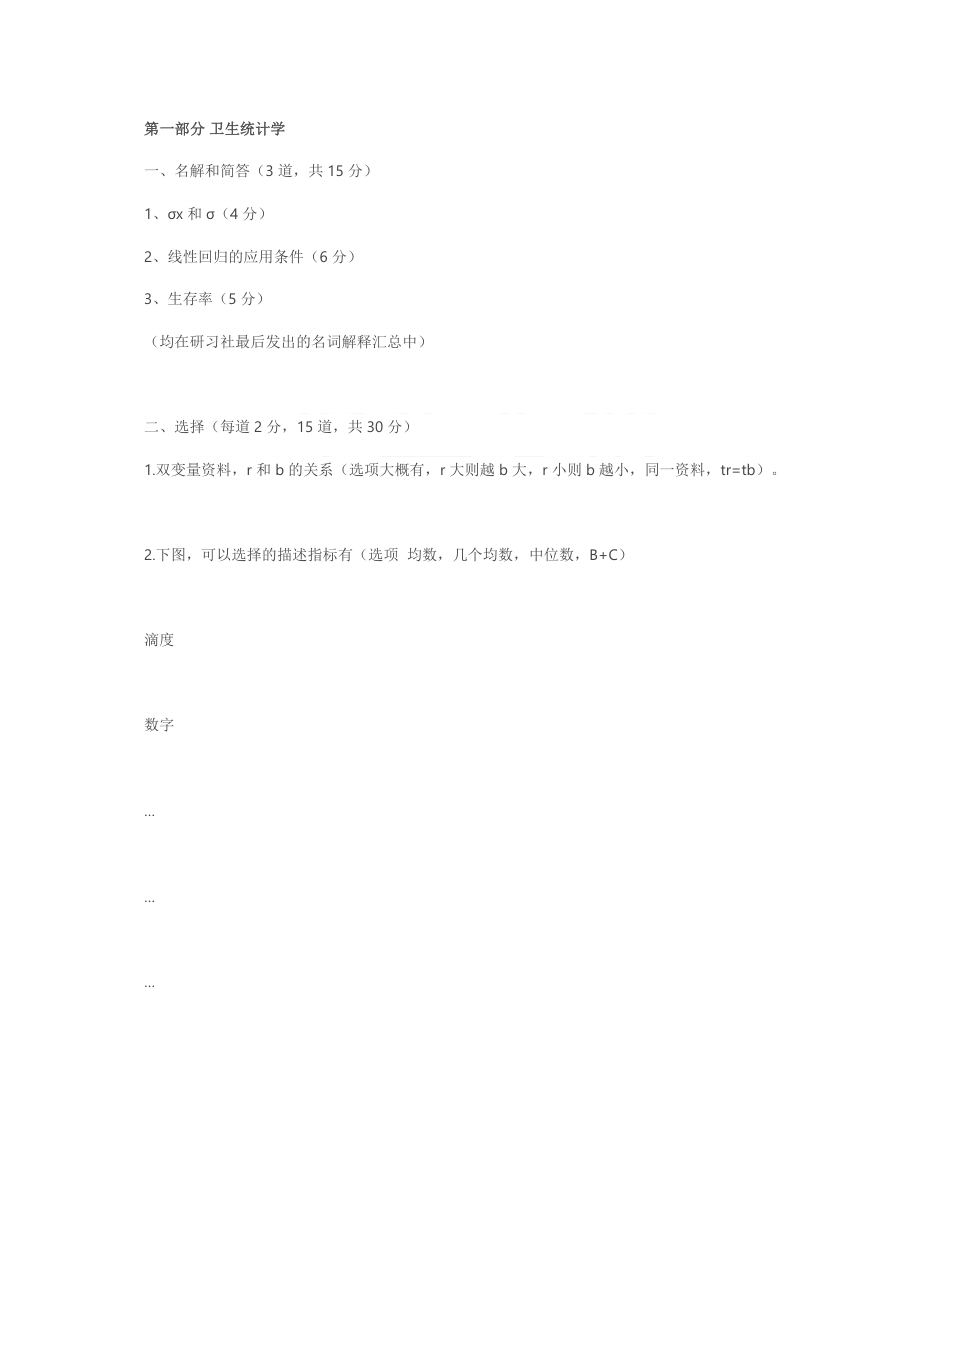 第一部分 卫生统计学
一、名解和简答（3 道，共 15 分）
1、σx 和 σ（4 分）
2、线性回归的应用条件（6 分）
3、生存率（5 分）
（均在研习社最后发出的名词解释汇总中）
二、选择（每道 2 分，15 道，共 30 分）
1.双变量资料，r 和 b 的关系（选项大概有，r 大则越 b 大，r 小则 b 越小，同一资料，tr=tb）。
2.下图，可以选择的描述指标有（选项 均数，几个均数，中位数，B+C）
滴度
数字
...
...
...